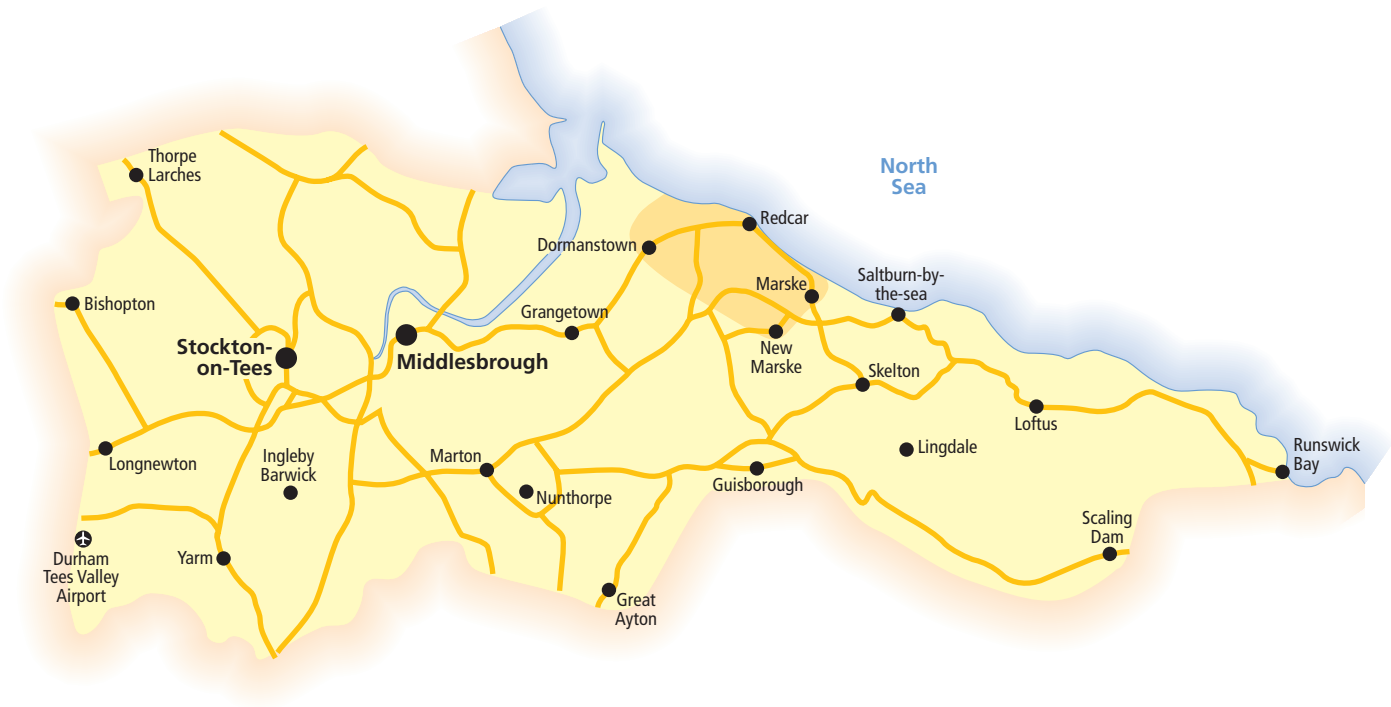 Thorpe
Larches
North
Sea
Redcar
Dormanstown
Saltburn-by-
the-sea
Marske
Bishopton
Grangetown
Stockton-
on-Tees
Middlesbrough
New
Marske
Skelton
Loftus
Longnewton
Ingleby
Barwick
Marton
Lingdale
Runswick
Bay
Guisborough
Nunthorpe
Scaling
Dam
Durham
Tees Valley
Airport
Yarm
Great
Ayton